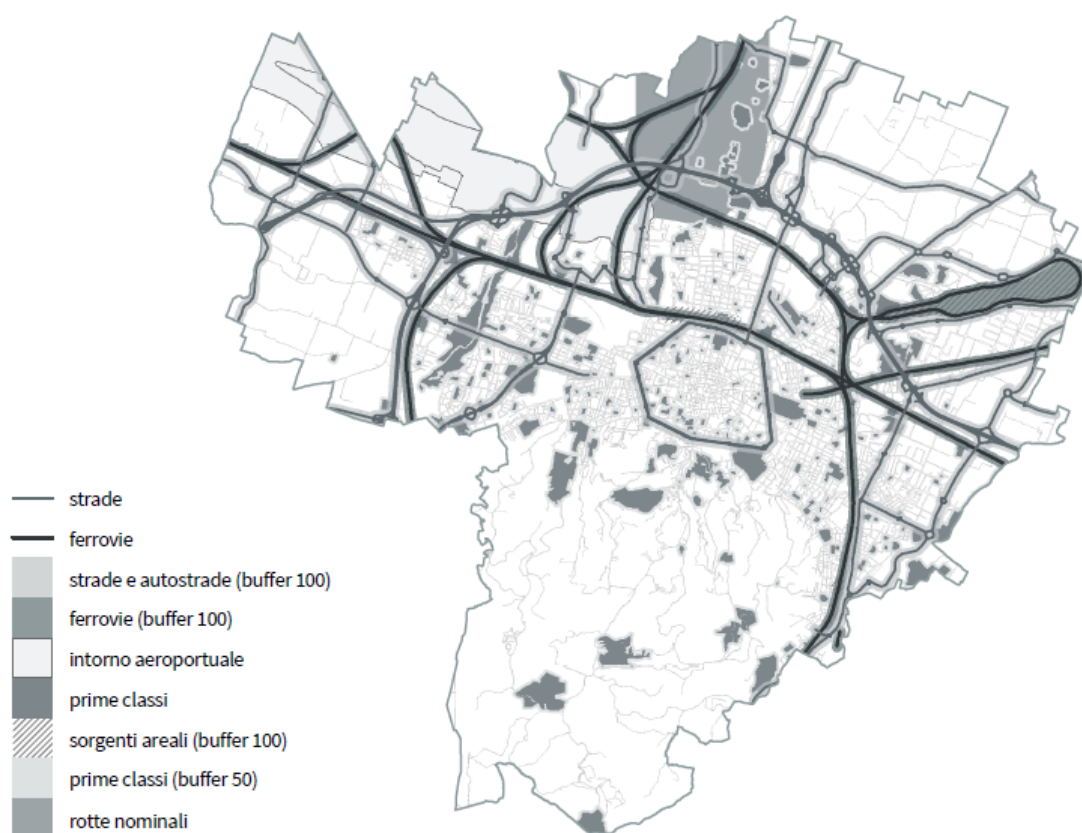 strade
ferrovie
strade e autostrade (buffer 100)
ferrovie (buffer 100)
intorno aeroportuale
prime classi
sorgenti areali (buffer 100)
prime classi (buffer 50)
rotte nominali